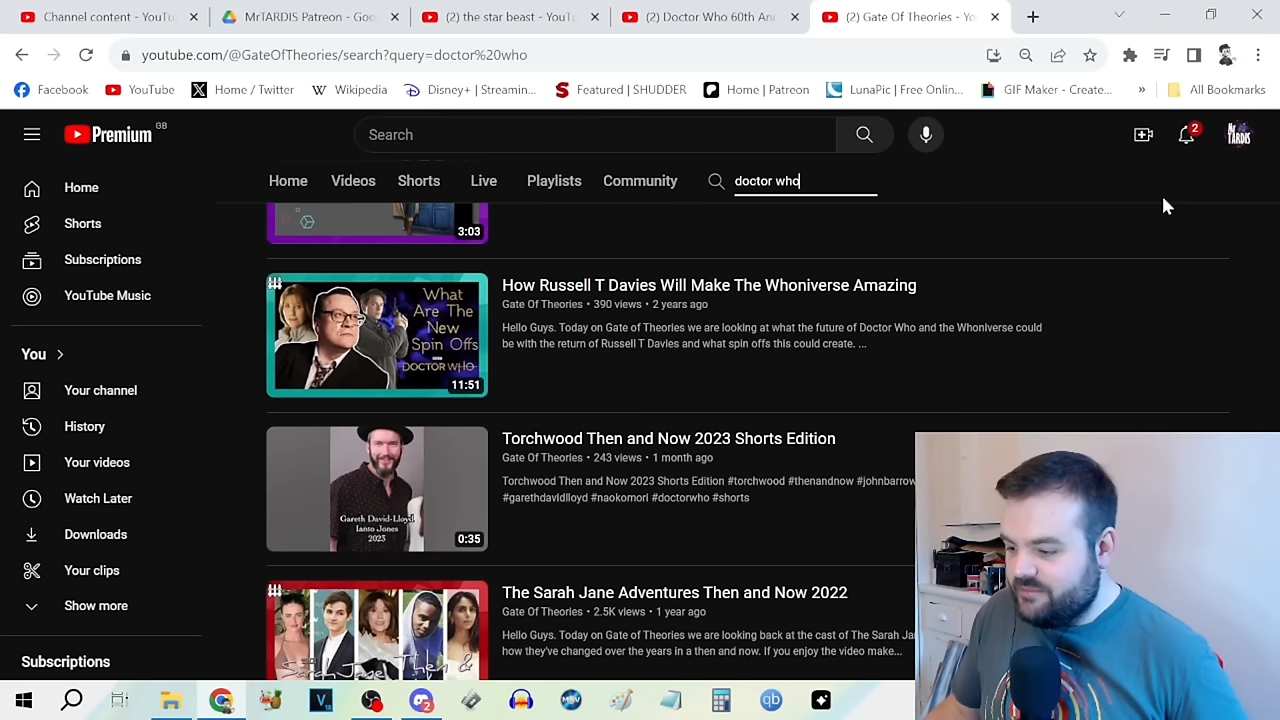 Channel content - YouTu
MrTARDIS Patreon - Goo
(2) the star beast - YouTu
(2) Doctor Who 60th Ann
(2) Gate Of Theories - Yo
youtube.com/@GateOfTheories/search?query=doctor%20who
Facebook
YouTube
Home / Twitter
Wikipedia
Disney+ | Streamin...
Featured | SHUDDER
Home | Patreon
LunaPic | Free Onlin...
GIF Maker - Create...
»
All Bookmarks
Premium GB
Search
2
Mr TARDIS
Home
Videos
Shorts
Live
Playlists
Community
doctor who
Home
Shorts
Subscriptions
YouTube Music
You
Your channel
History
Your videos
Watch Later
Downloads
Your clips
Show more
Subscriptions
3:03
What
Are The
New
Spin Offs
BBC
DOCTOR WHO
11:51
How Russell T Davies Will Make The Whoniverse Amazing
Gate Of Theories • 390 views • 2 years ago
Hello Guys. Today on Gate of Theories we are looking at what the future of Doctor Who and the Whoniverse could
be with the return of Russell T Davies and what spin offs this could create. ...
Gareth David-Lloyd
Ianto Jones
2023
0:35
Torchwood Then and Now 2023 Shorts Edition
Gate Of Theories • 243 views • 1 month ago
Torchwood Then and Now 2023 Shorts Edition #torchwood #thenandnow #johnbarrow
#garethdavidlloyd #naokomori #doctorwho #shorts
Sarah Jane Then &
The Sarah Jane Adventures Then and Now 2022
Gate Of Theories • 2.5K views • 1 year ago
Hello Guys. Today on Gate of Theories we are looking back at the cast of The Sarah Ja
how they've changed over the years in a then and now. If you enjoy the video make...
V
18
2
MOV
qb